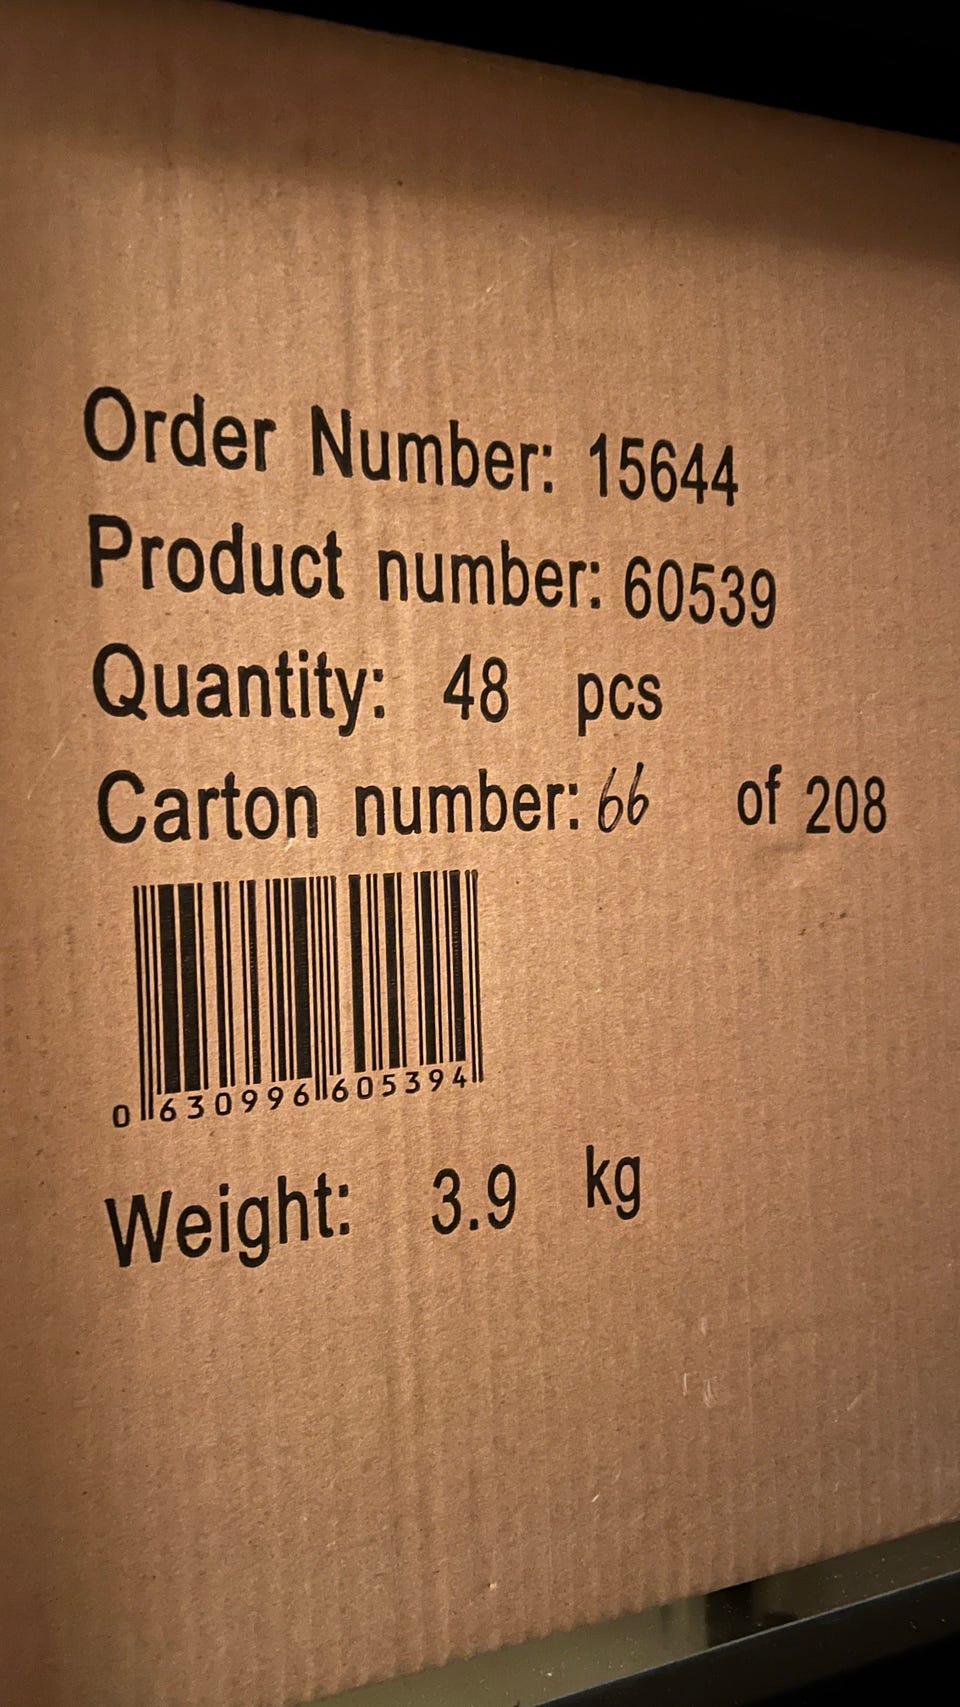 Order Number: 15644
Product number: 60539
Quantity: 48 pcs
Carton number: 66 of 208
0 630996 605394
Weight: 3.9 kg